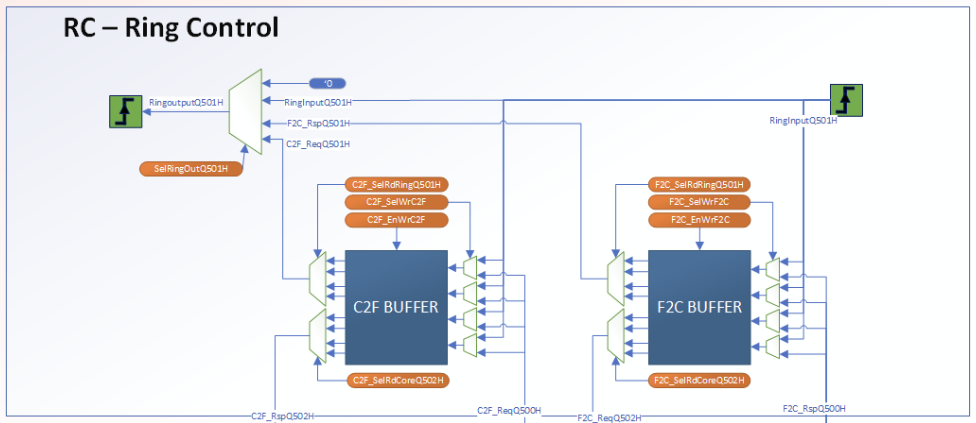 RC – Ring Control
'0
RingoutputQ501H
RingInputQ501H
F2C_RspQ501H
RingInputQ501H
C2F_ReqQ501H
SelRingOutQ501H
C2F_SelRdRingQ501H
C2F_SelWrC2F
C2F_EnWrC2F
F2C_SelRdRingQ501H
F2C_SelWrF2C
F2C_EnWrF2C
C2F BUFFER
F2C BUFFER
C2F_SelRdCoreQ502H
F2C_SelRdCoreQ502H
C2F_RspQ502H
C2F_ReqQ500H
F2C_ReqQ502H
F2C_RspQ500H